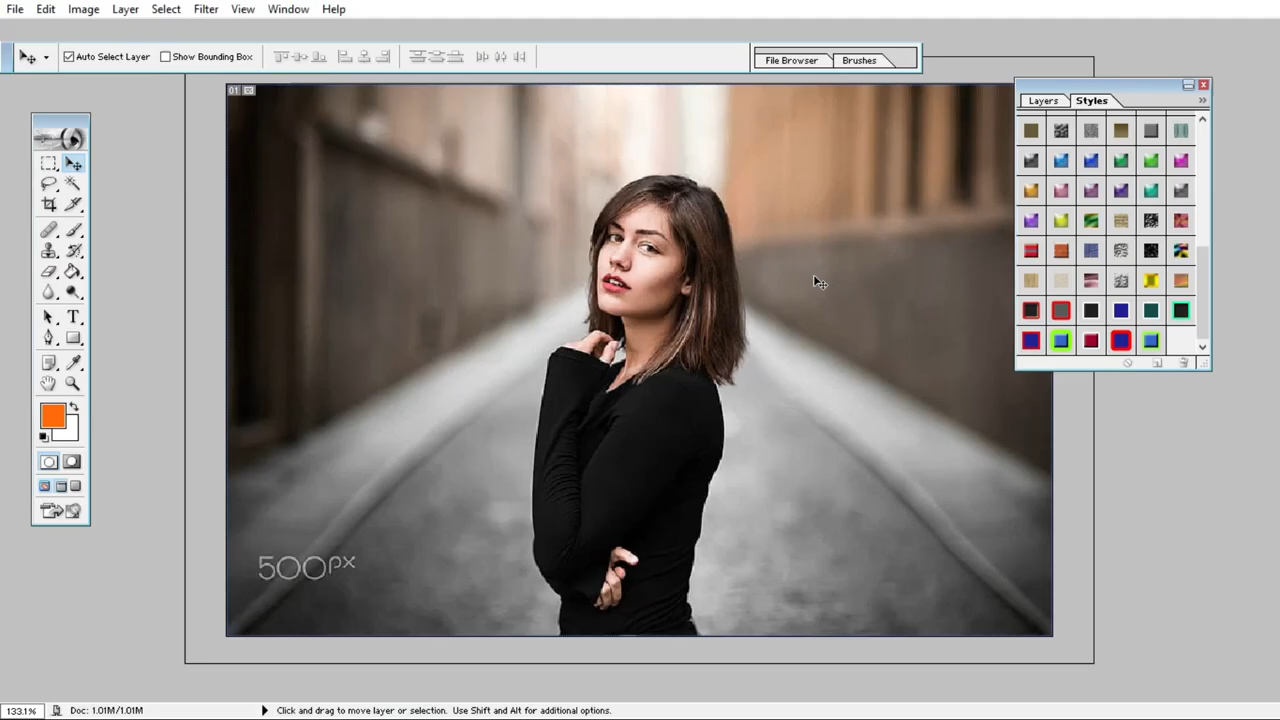 File Edit Image Layer Select Filter View Window Help
Auto Select Layer Show Bounding Box
File Browser Brushes
01
Layers Styles
500px
133.1% Doc: 1.01M/1.01M Click and drag to move layer or selection. Use Shift and Alt for additional options.